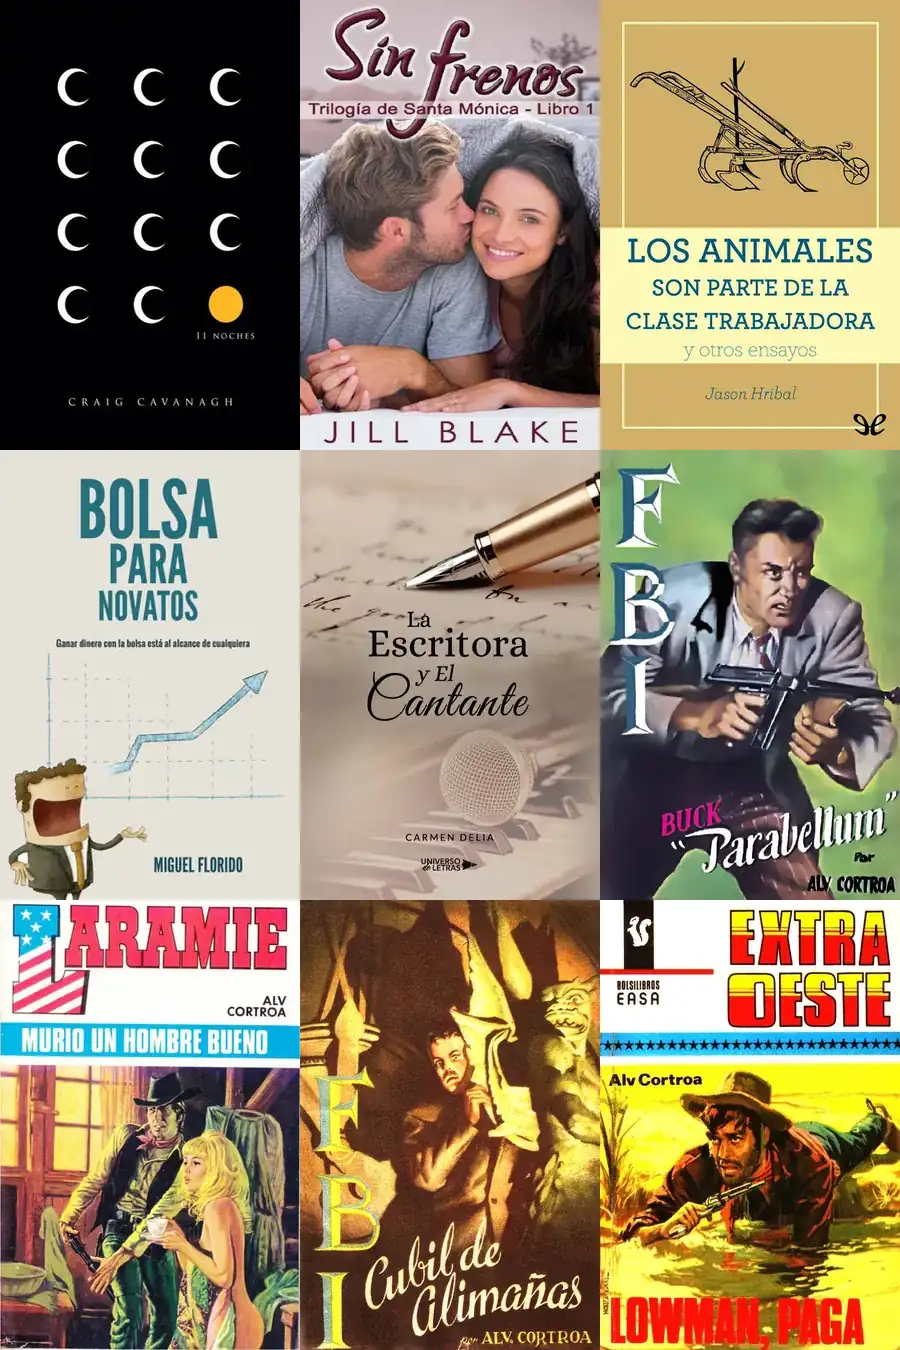 11 NOCHES
CRAIG CAVANAGH
Sin frenos
Trilogía de Santa Mónica - Libro 1
JILL BLAKE
LOS ANIMALES
SON PARTE DE LA
CLASE TRABAJADORA
y otros ensayos
Jason Hribal
BOLSA
PARA
NOVATOS
Ganar dinero con la bolsa está al alcance de cualquiera
MIGUEL FLORIDO
La
Escritora
y El
Cantante
CARMEN DELIA
UNIVERSO
de LETRAS
FBI
BUCK
"Parabellum"
Por
ALV CORTROA
LARAMIE
ALV
CORTROA
MURIO UN HOMBRE BUENO
FBI
Cubil de
Alimañas
por ALV. CORTROA
BOLSILIBROS
EASA
EXTRA
OESTE
Alv Cortroa
LOWMAN, PAGA